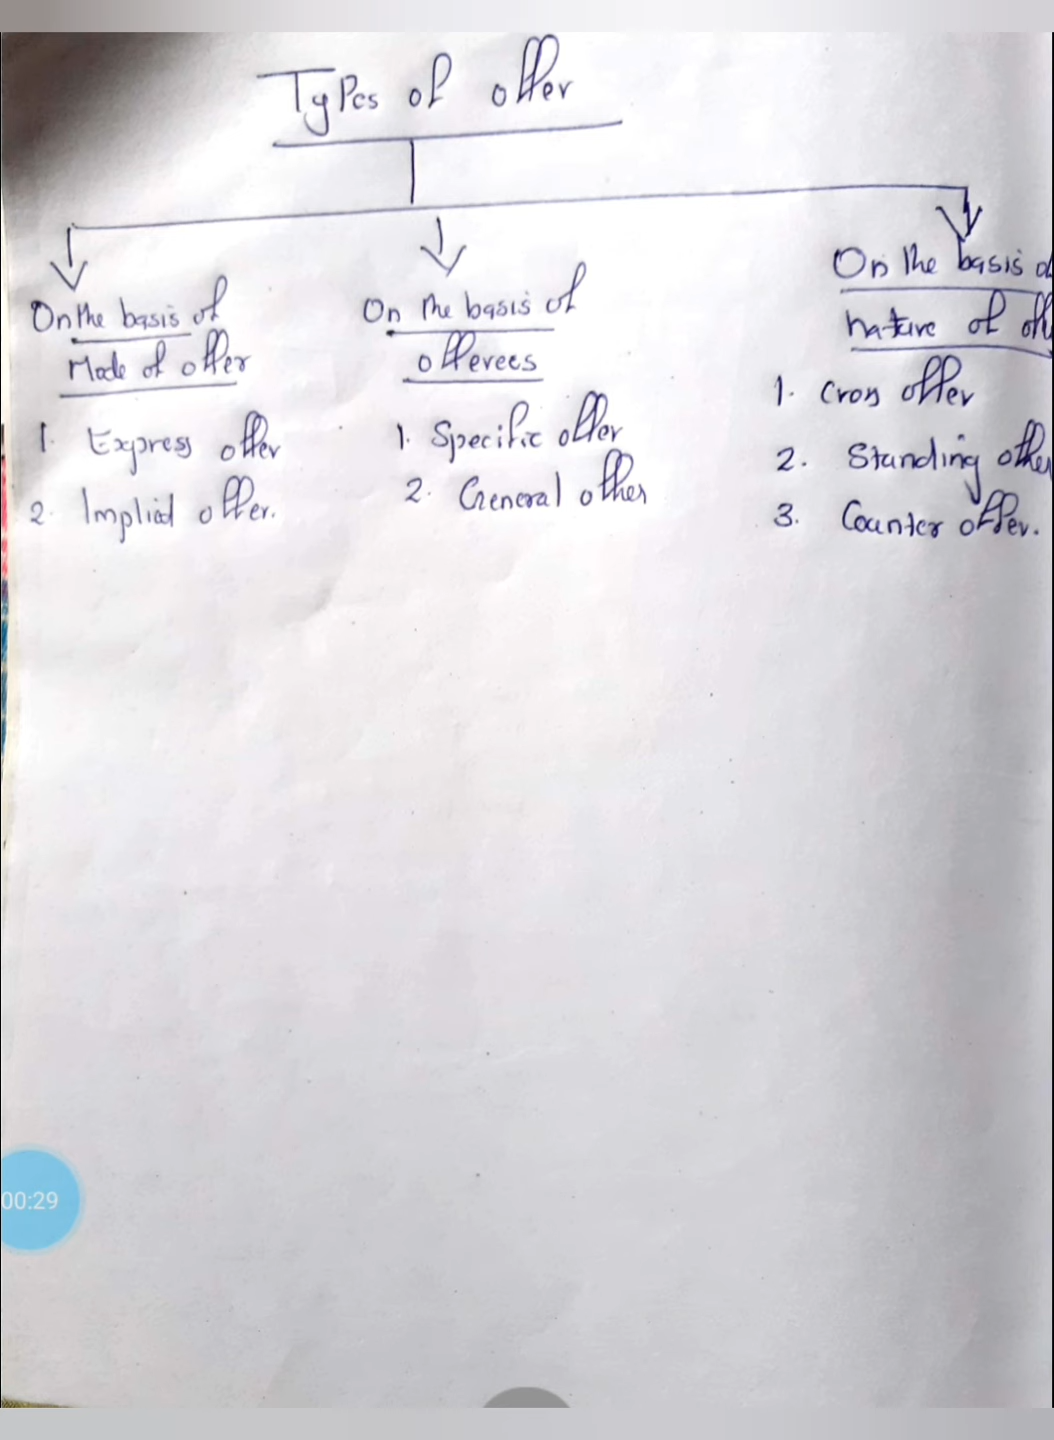 Types of offer
On the basis of
Mode of offer
1. Express offer
2. Implied offer.
On the basis of
offerees
1. Specific offer
2. General offer
On the basis of
nature of off
1. Cross offer
2. Standing offer
3. Counter offer.
00:29